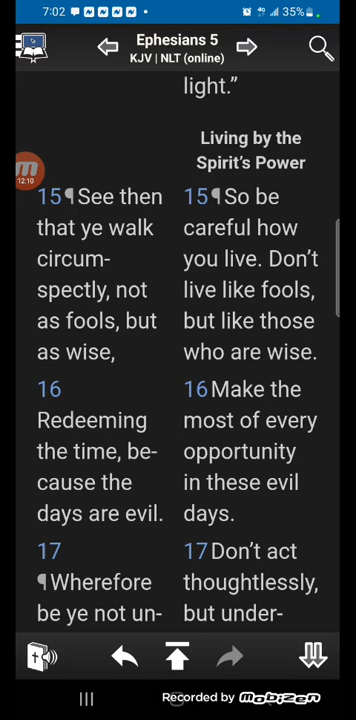 7:02
35%
Ephesians 5
KJV | NLT (online)
light.”
Living by the
Spirit’s Power
12:10
15¶See then
that ye walk
circum-
spectly, not
as fools, but
as wise,
16
Redeeming
the time, be-
cause the
days are evil.
17
¶Wherefore
be ye not un-
15¶So be
careful how
you live. Don’t
live like fools,
but like those
who are wise.
16 Make the
most of every
opportunity
in these evil
days.
17 Don’t act
thoughtlessly,
but under-
Recorded by mobizen